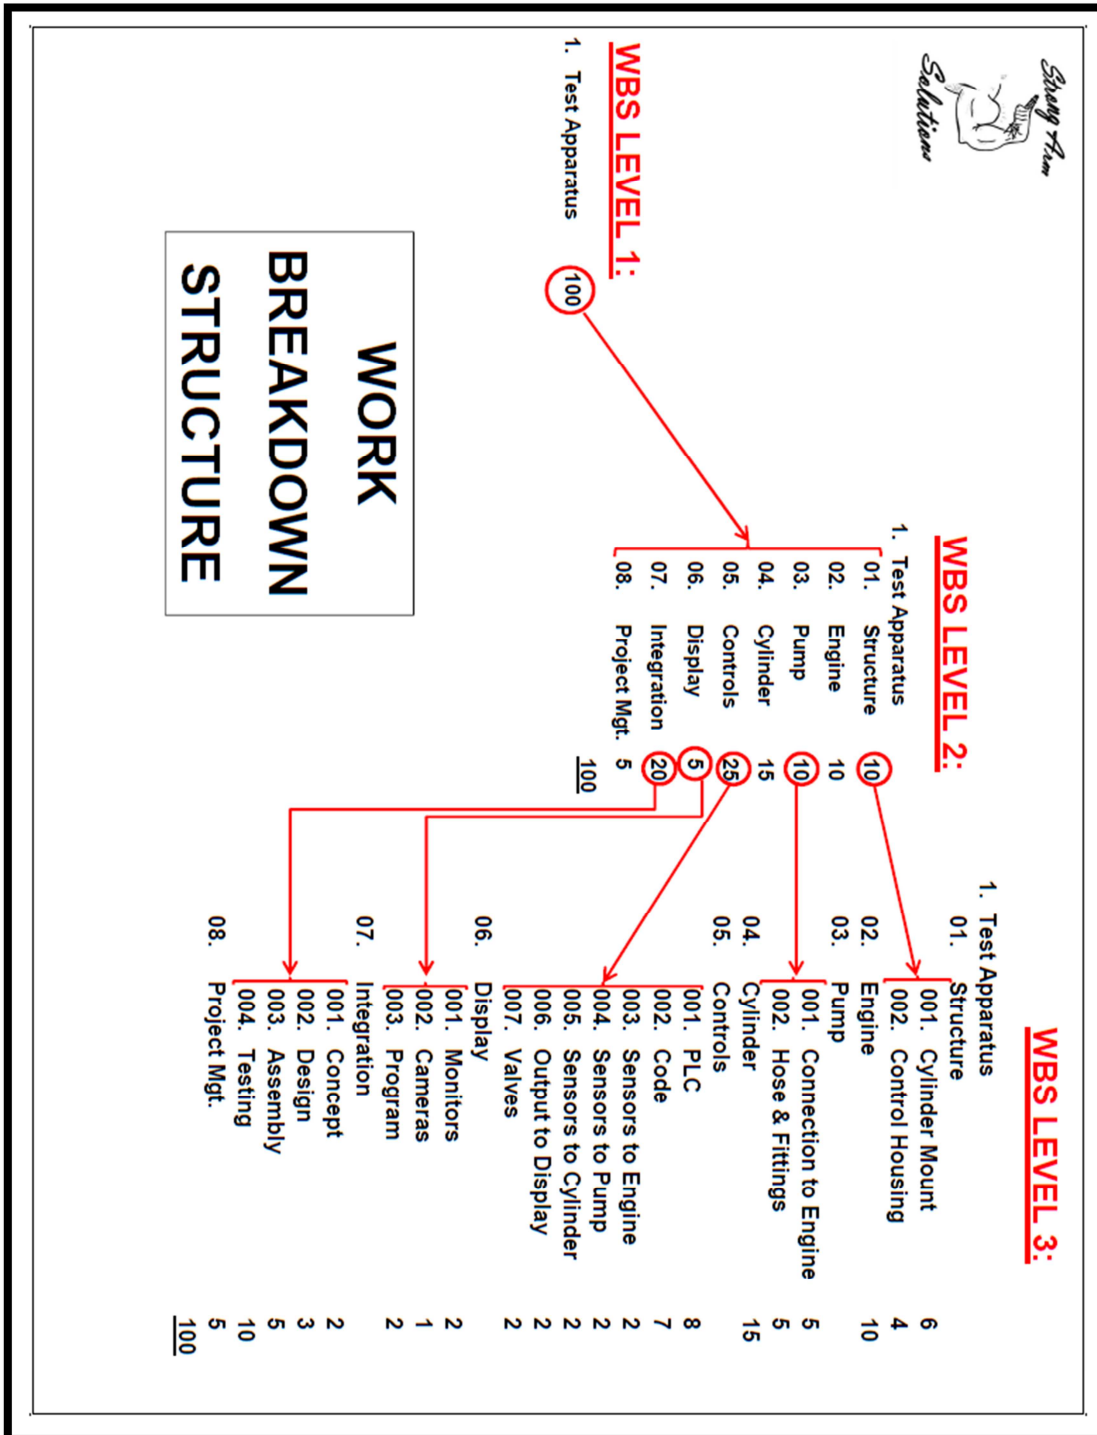 Strong Arm
Solutions
WBS LEVEL 1:
1. Test Apparatus 100
WORK
BREAKDOWN
STRUCTURE
WBS LEVEL 2:
1. Test Apparatus
01. Structure 10
02. Engine 10
03. Pump 10
04. Cylinder 15
05. Controls 25
06. Display 5
07. Integration 20
08. Project Mgt. 5
100
WBS LEVEL 3:
1. Test Apparatus
01. Structure
001. Cylinder Mount 6
002. Control Housing 4
02. Engine 10
03. Pump
001. Connection to Engine 5
002. Hose & Fittings 5
04. Cylinder 15
05. Controls
001. PLC 8
002. Code 7
003. Sensors to Engine 2
004. Sensors to Pump 2
005. Sensors to Cylinder 2
006. Output to Display 2
007. Valves 2
06. Display
001. Monitors 2
002. Cameras 1
003. Program 2
07. Integration
001. Concept 2
002. Design 3
003. Assembly 5
004. Testing 10
08. Project Mgt. 5
100